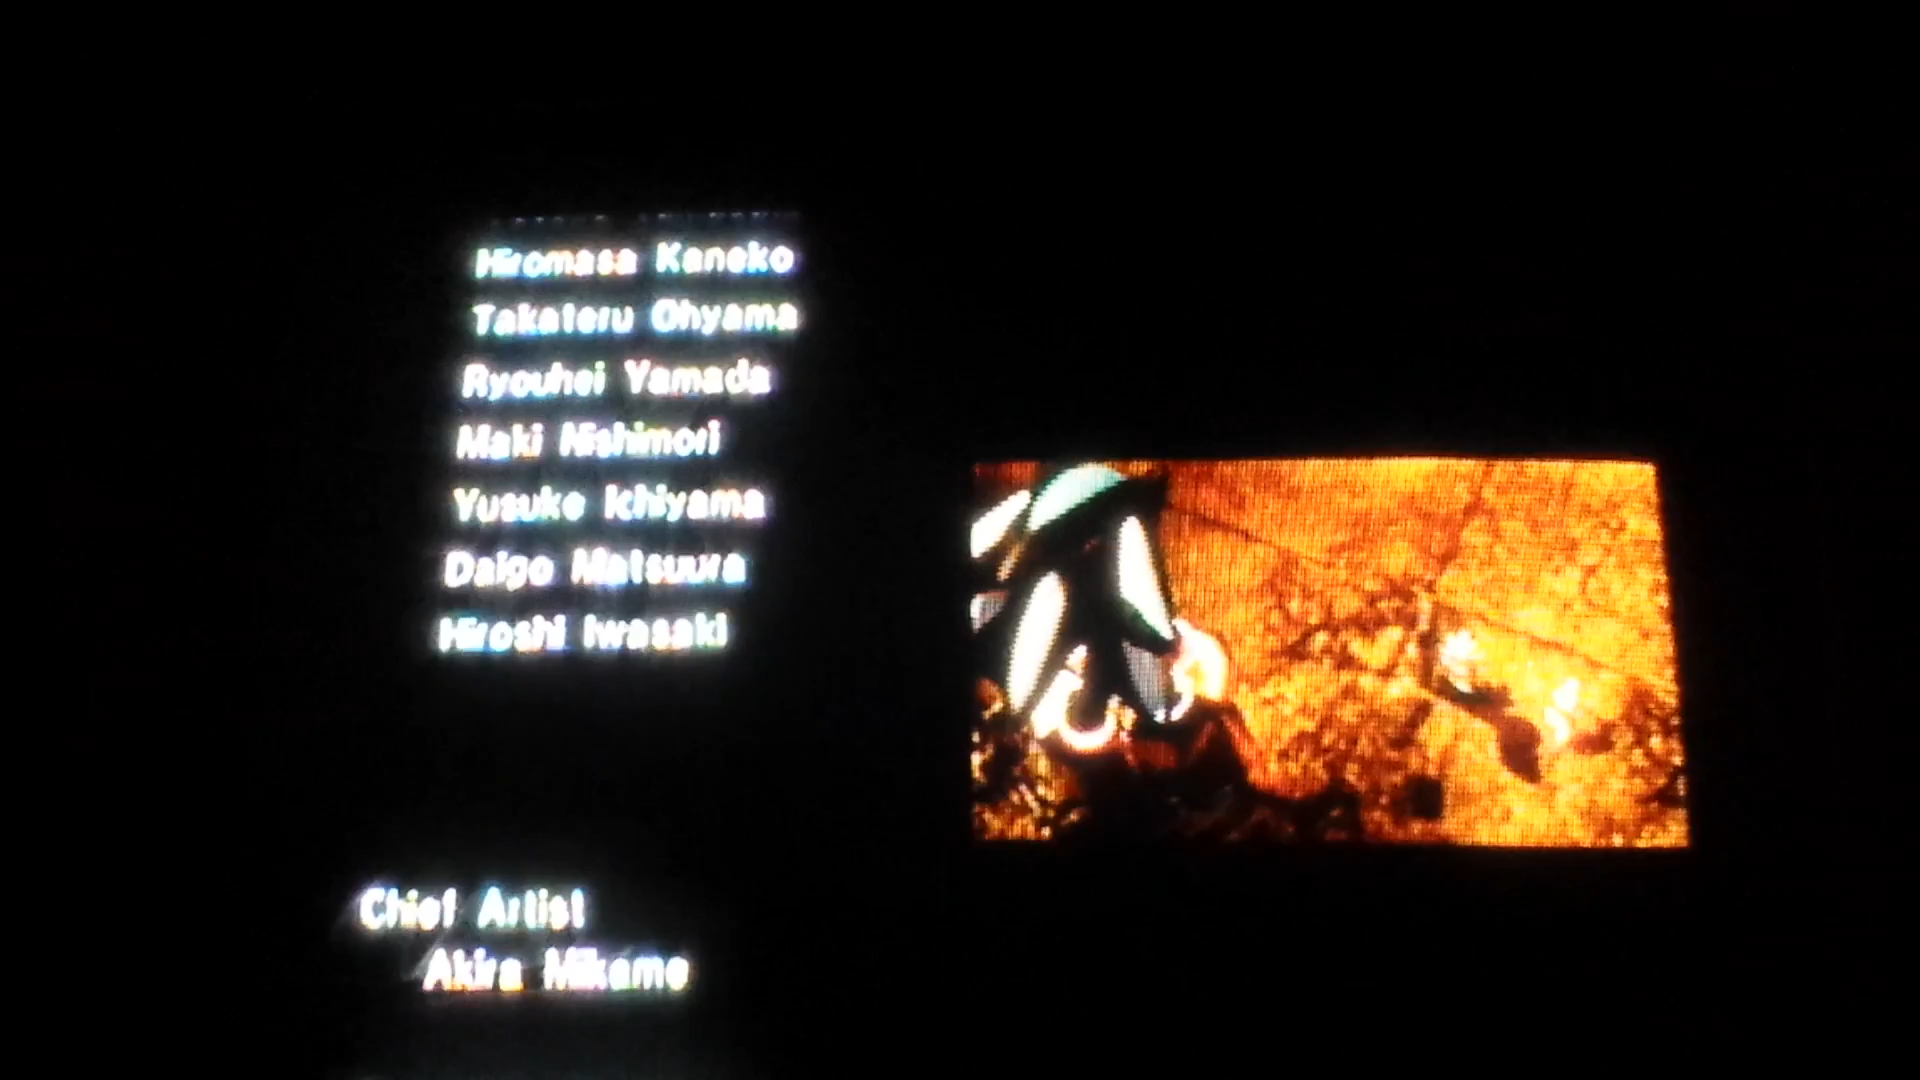 Hiromasa Kaneko
Takateru Ohyama
Ryouhei Yamada
Maki Nishimori
Yusuke Ichiyama
Daigo Matsuura
Hiroshi Iwasaki
Chief Artist
Akira Mikame